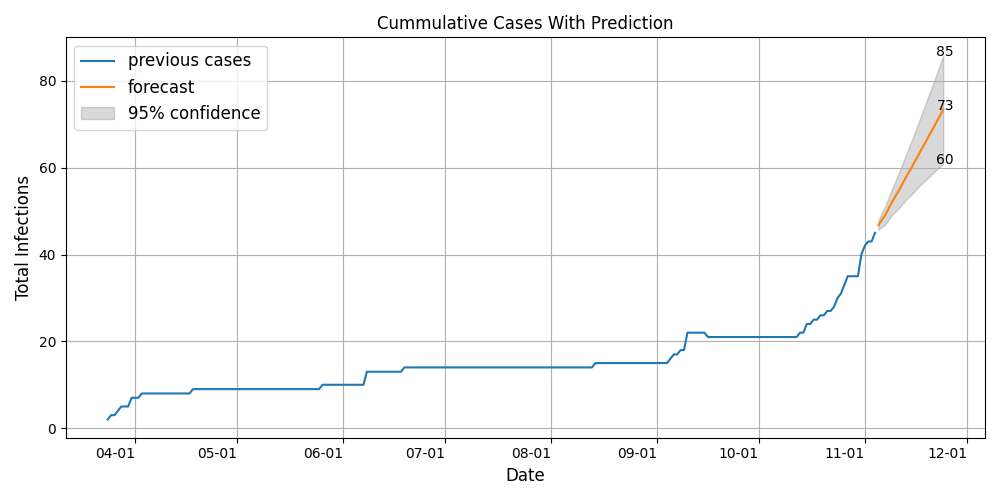 Cummulative Cases With Prediction
previous cases
forecast
95% confidence
85
73
60
Total Infections
80
60
40
20
0
04-01 05-01 06-01 07-01 08-01 09-01 10-01 11-01 12-01
Date